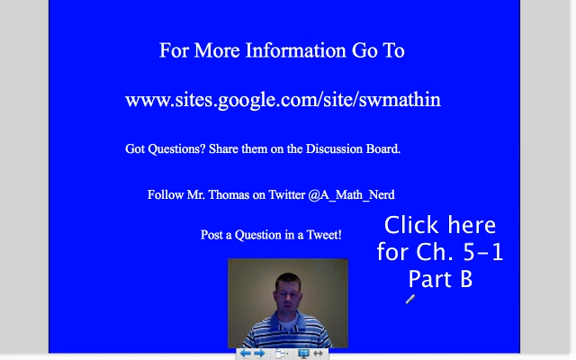 For More Information Go To
www.sites.google.com/site/swmathin
Got Questions? Share them on the Discussion Board.
Follow Mr. Thomas on Twitter @A_Math_Nerd
Post a Question in a Tweet!
Click here
for Ch. 5-1
Part B